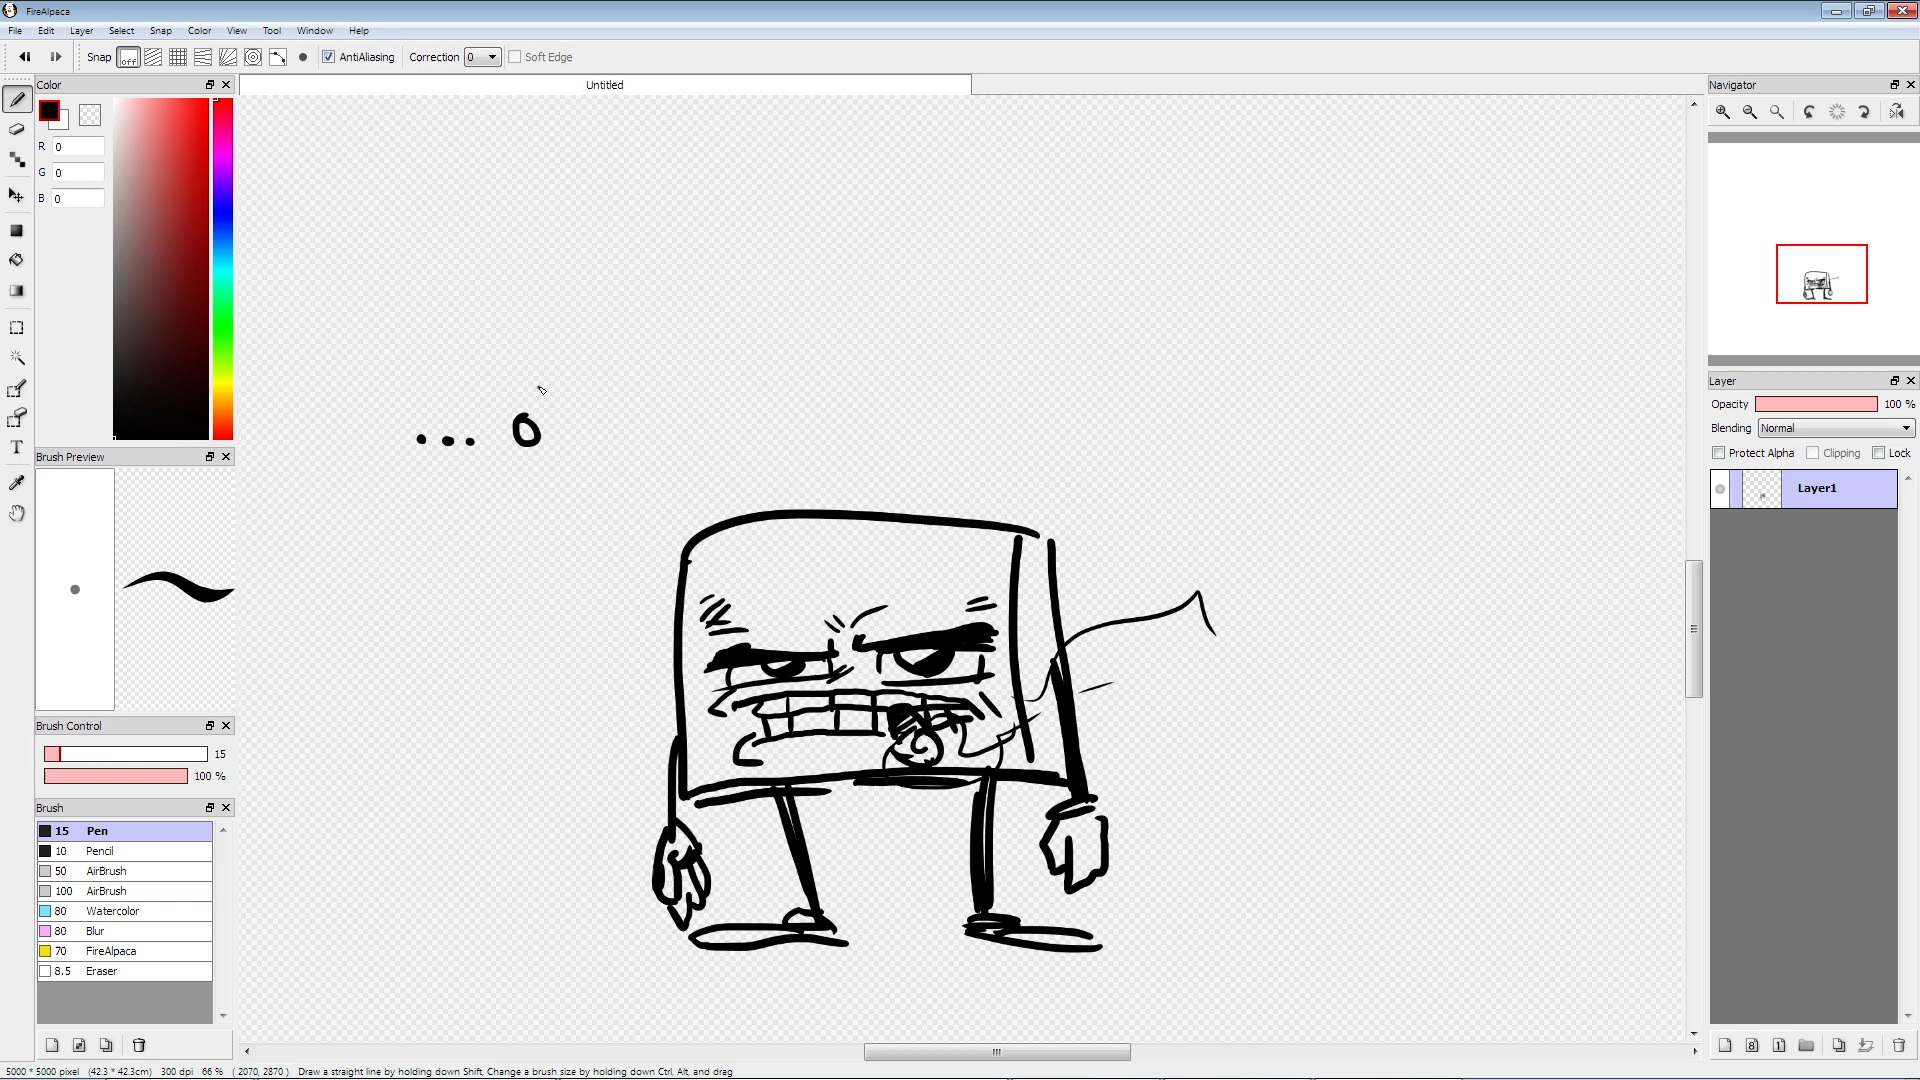 FireAlpaca
File Edit Layer Select Snap Color View Tool Window Help
Snap off AntiAliasing Correction 0 Soft Edge
Color
Untitled
Navigator
R 0
G 0
B 0
... o
Layer
Opacity 100 %
Blending Normal
Protect Alpha Clipping Lock
Layer1
Brush Preview
Brush Control
15
100 %
Brush
15 Pen
10 Pencil
50 AirBrush
100 AirBrush
80 Watercolor
80 Blur
70 FireAlpaca
8.5 Eraser
T
8
1
5000 * 5000 pixel (42.3 * 42.3cm) 300 dpi 66 % ( 2070, 2870 ) Draw a straight line by holding down Shift, Change a brush size by holding down Ctrl, Alt, and drag